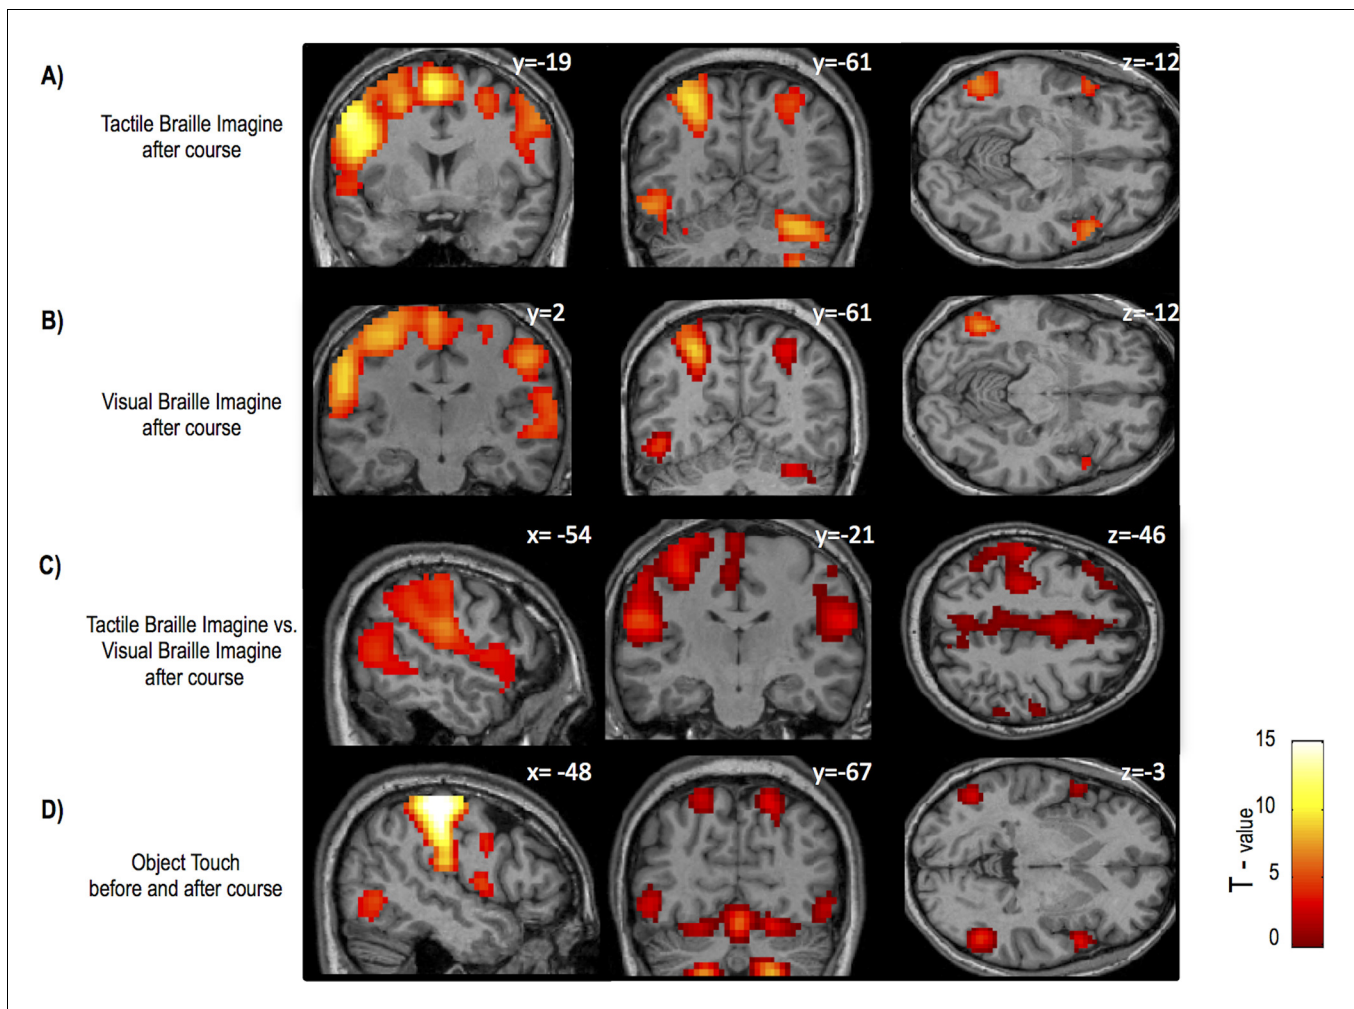 A)
Tactile Braille Imagine
after course
y=-19
y=-61
z=-12
B)
Visual Braille Imagine
after course
y=2
y=-61
z=-12
C)
Tactile Braille Imagine vs.
Visual Braille Imagine
after course
x= -54
y=-21
z=-46
D)
Object Touch
before and after course
x= -48
y=-67
z=-3
15
10
5
0
T - value